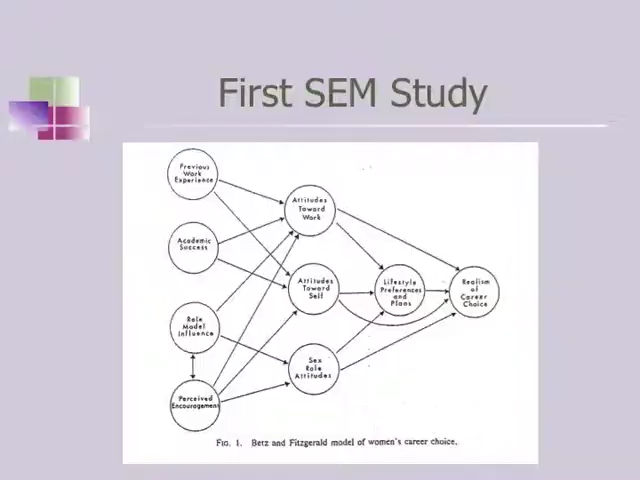 First SEM Study
Previous
Work
Experience
Attitudes
Toward
Work
Academic
Success
Attitudes
Toward
Self
Lifestyle
Preferences
and
Plans
Realism
of
Career
Choice
Role
Model
Influence
Sex
Role
Attitudes
Perceived
Encouragement
FIG. 1. Betz and Fitzgerald model of women's career choice.